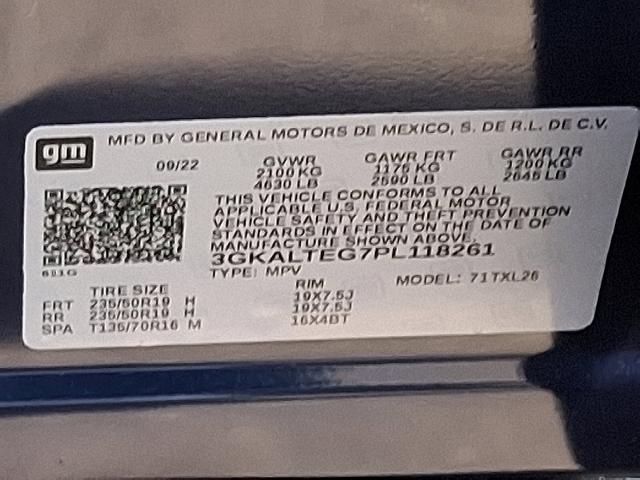 gm MFD BY GENERAL MOTORS DE MEXICO, S. DE R.L. DE C.V.
09/22 GVWR GAWR FRT GAWR RR
2100 KG 1175 KG 1200 KG
4630 LB 2590 LB 2645 LB
THIS VEHICLE CONFORMS TO ALL
APPLICABLE U.S. FEDERAL MOTOR
VEHICLE SAFETY AND THEFT PREVENTION
STANDARDS IN EFFECT ON THE DATE OF
MANUFACTURE SHOWN ABOVE.
3GKALTEG7PL118261
TYPE: MPV MODEL: 71TXL26
TIRE SIZE RIM
FRT 235/50R19 H 19X7.5J
RR 235/50R19 H 19X7.5J
SPA T135/70R16 M 16X4BT